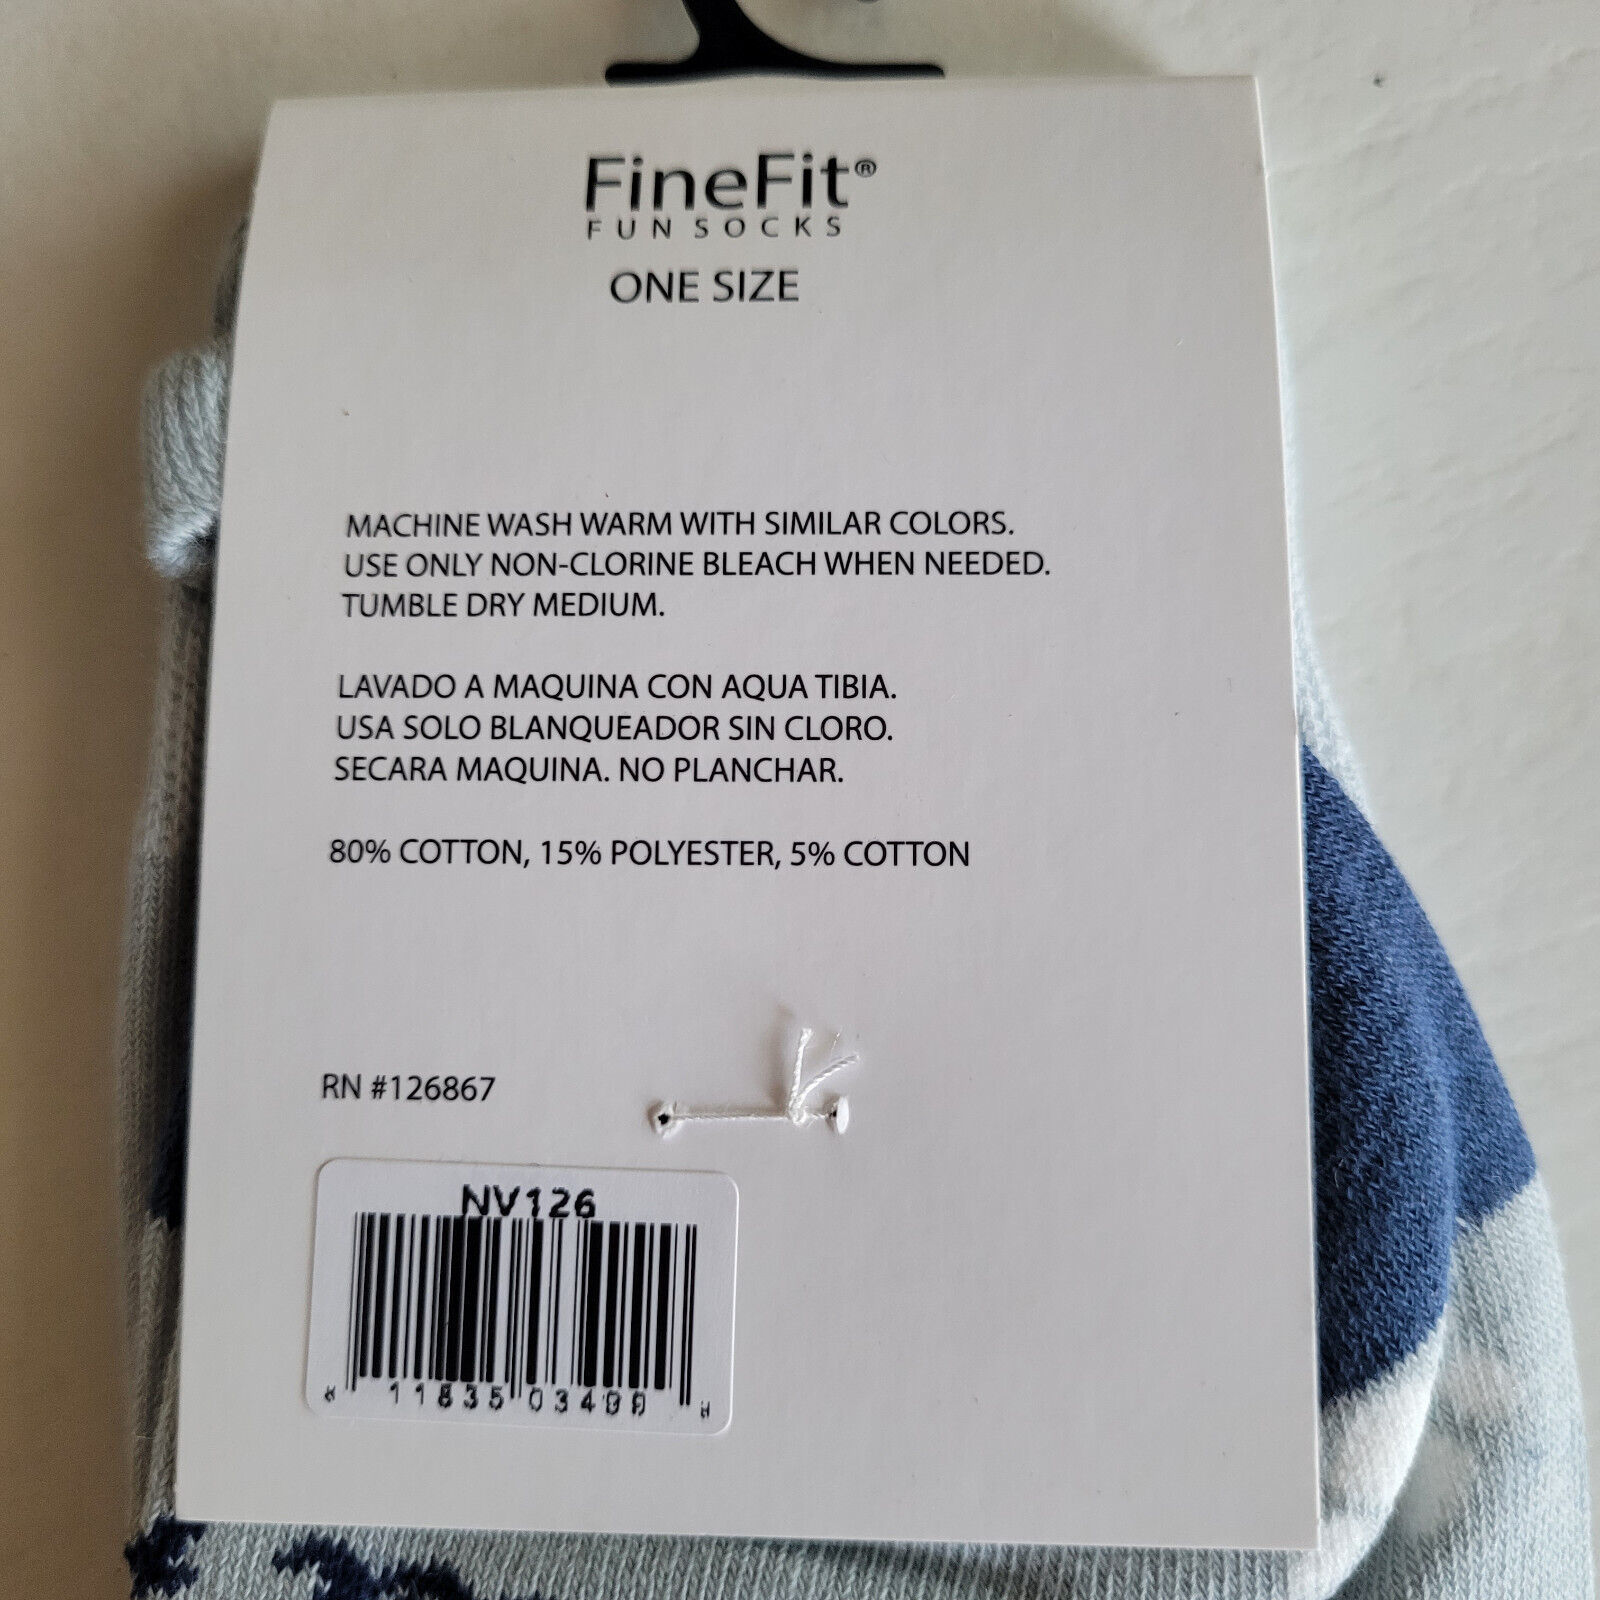 FineFit®
FUN SOCKS
ONE SIZE
MACHINE WASH WARM WITH SIMILAR COLORS.
USE ONLY NON-CLORINE BLEACH WHEN NEEDED.
TUMBLE DRY MEDIUM.
LAVADO A MAQUINA CON AQUA TIBIA.
USA SOLO BLANQUEADOR SIN CLORO.
SECARA MAQUINA. NO PLANCHAR.
80% COTTON, 15% POLYESTER, 5% COTTON
RN #126867
NV126
11835 03499